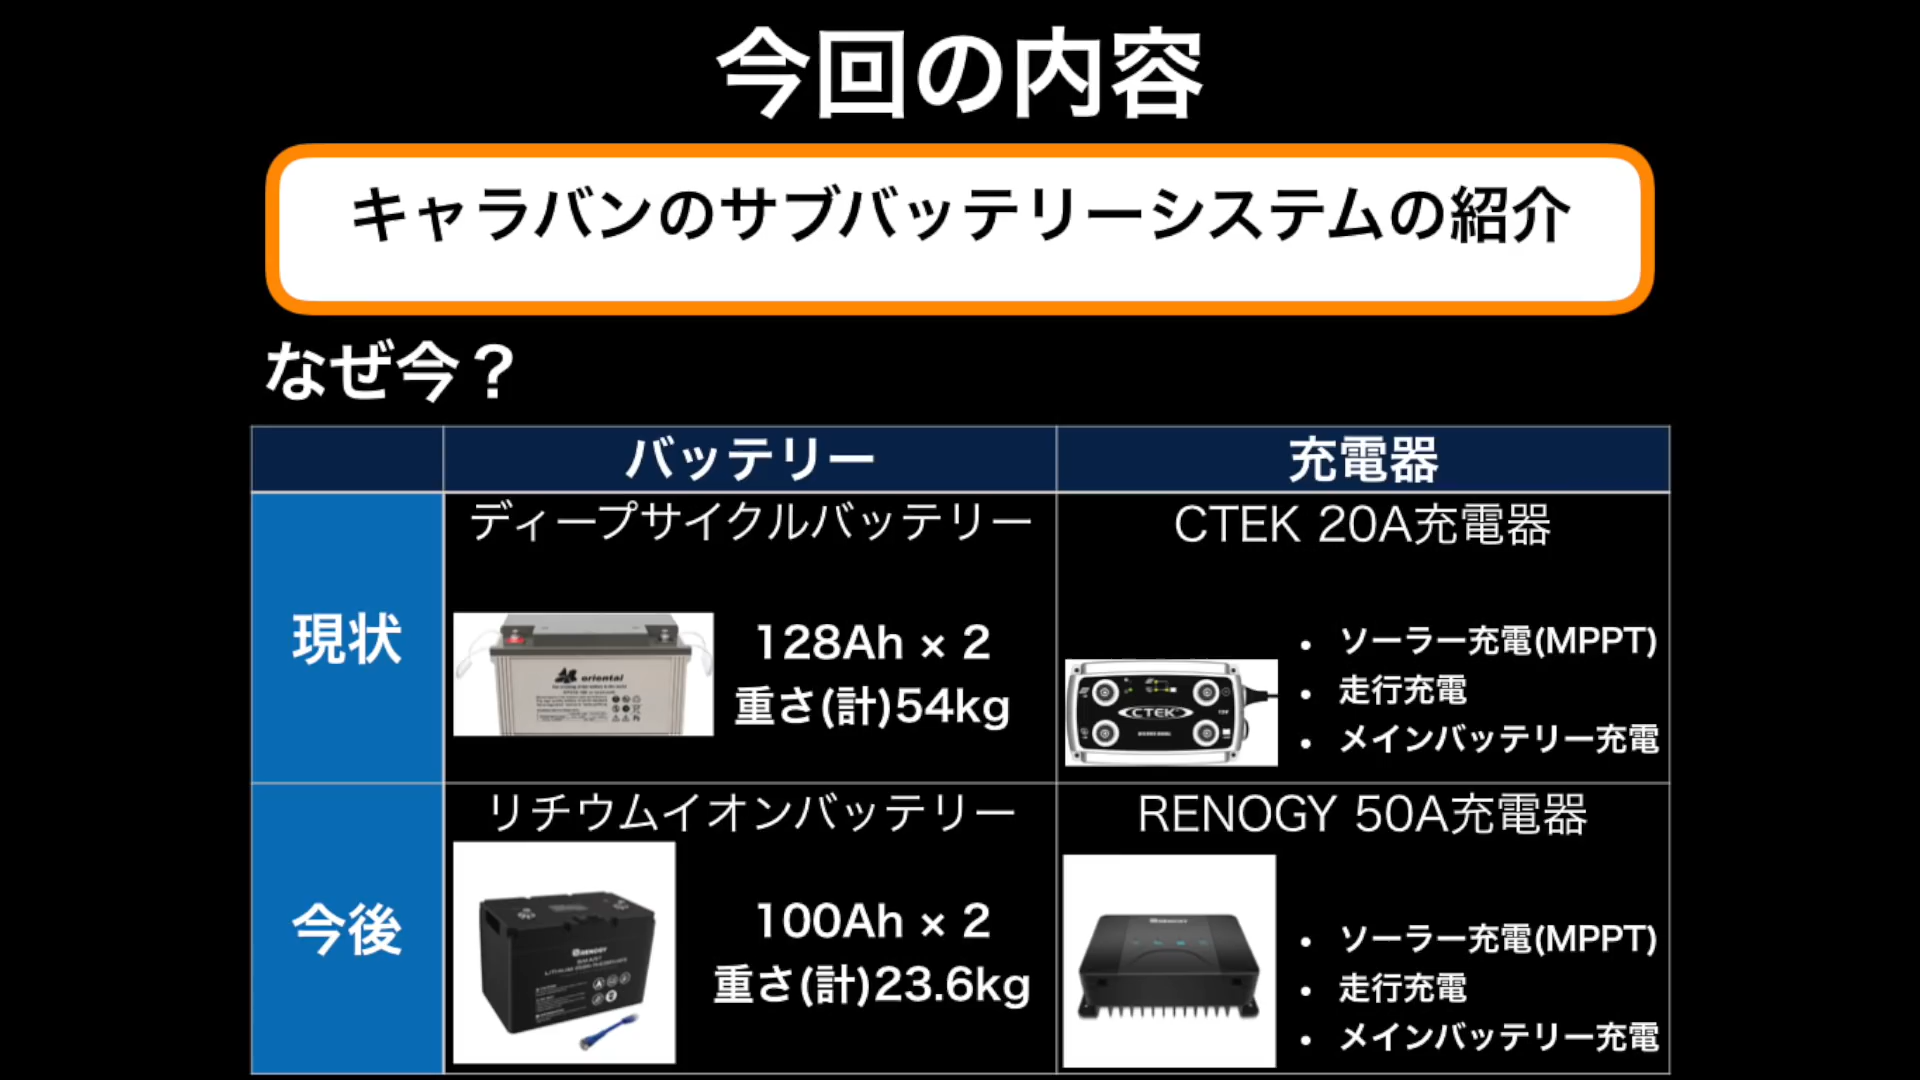 今回の内容
キャラバンのサブバッテリーシステムの紹介
なぜ今？
バッテリー
充電器
現状
ディープサイクルバッテリー
oriental
128Ah × 2
重さ(計)54kg
CTEK 20A充電器
CTEK
• ソーラー充電(MPPT)
• 走行充電
• メインバッテリー充電
今後
リチウムイオンバッテリー
RENOGY
100Ah × 2
重さ(計)23.6kg
RENOGY 50A充電器
RENOGY
• ソーラー充電(MPPT)
• 走行充電
• メインバッテリー充電